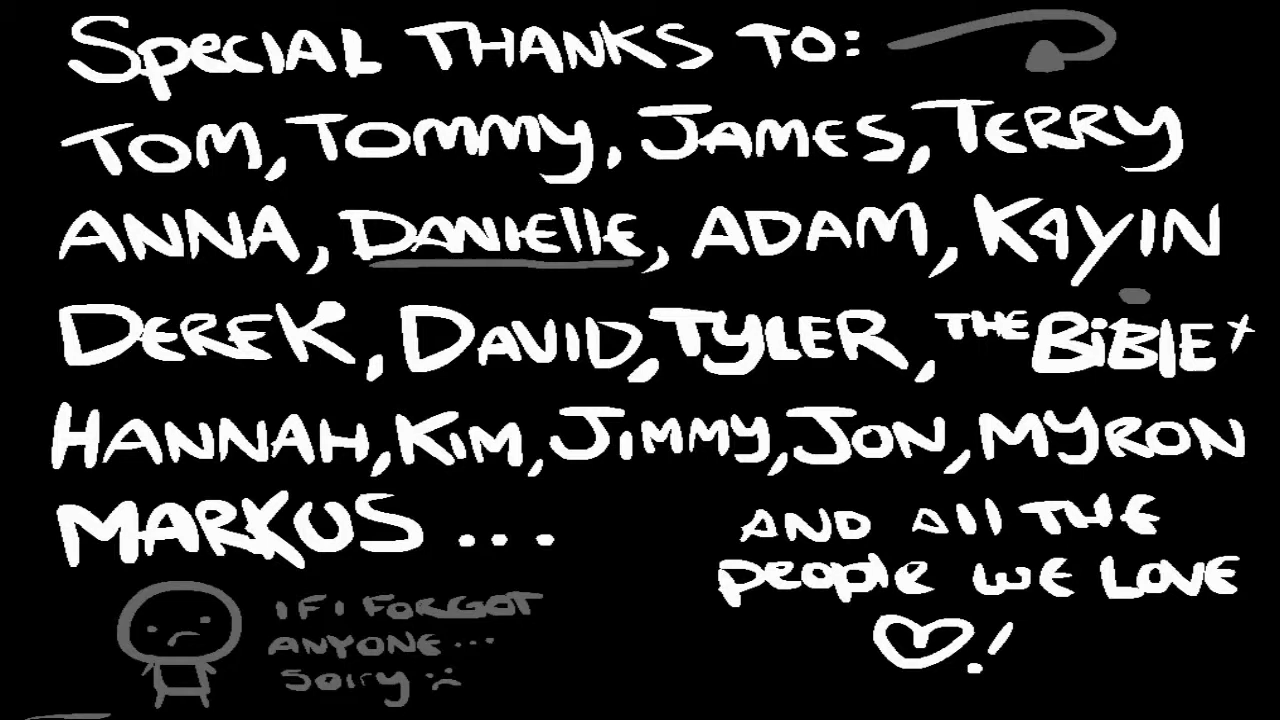 SPecIAL THANKS TO:
TOM, TOMMY, JAMES, TERRY
ANNA, DANIElleE, ADAM, KAYIN
DEREK, DAVID, TYLER, THE BiBLE+
HANNAH, KiM, JIMMY, JON, MYRON
MARKUS...
AND All THE
people WE LOVE
!
IF I FORGOT
ANYONE...
Sorry :(